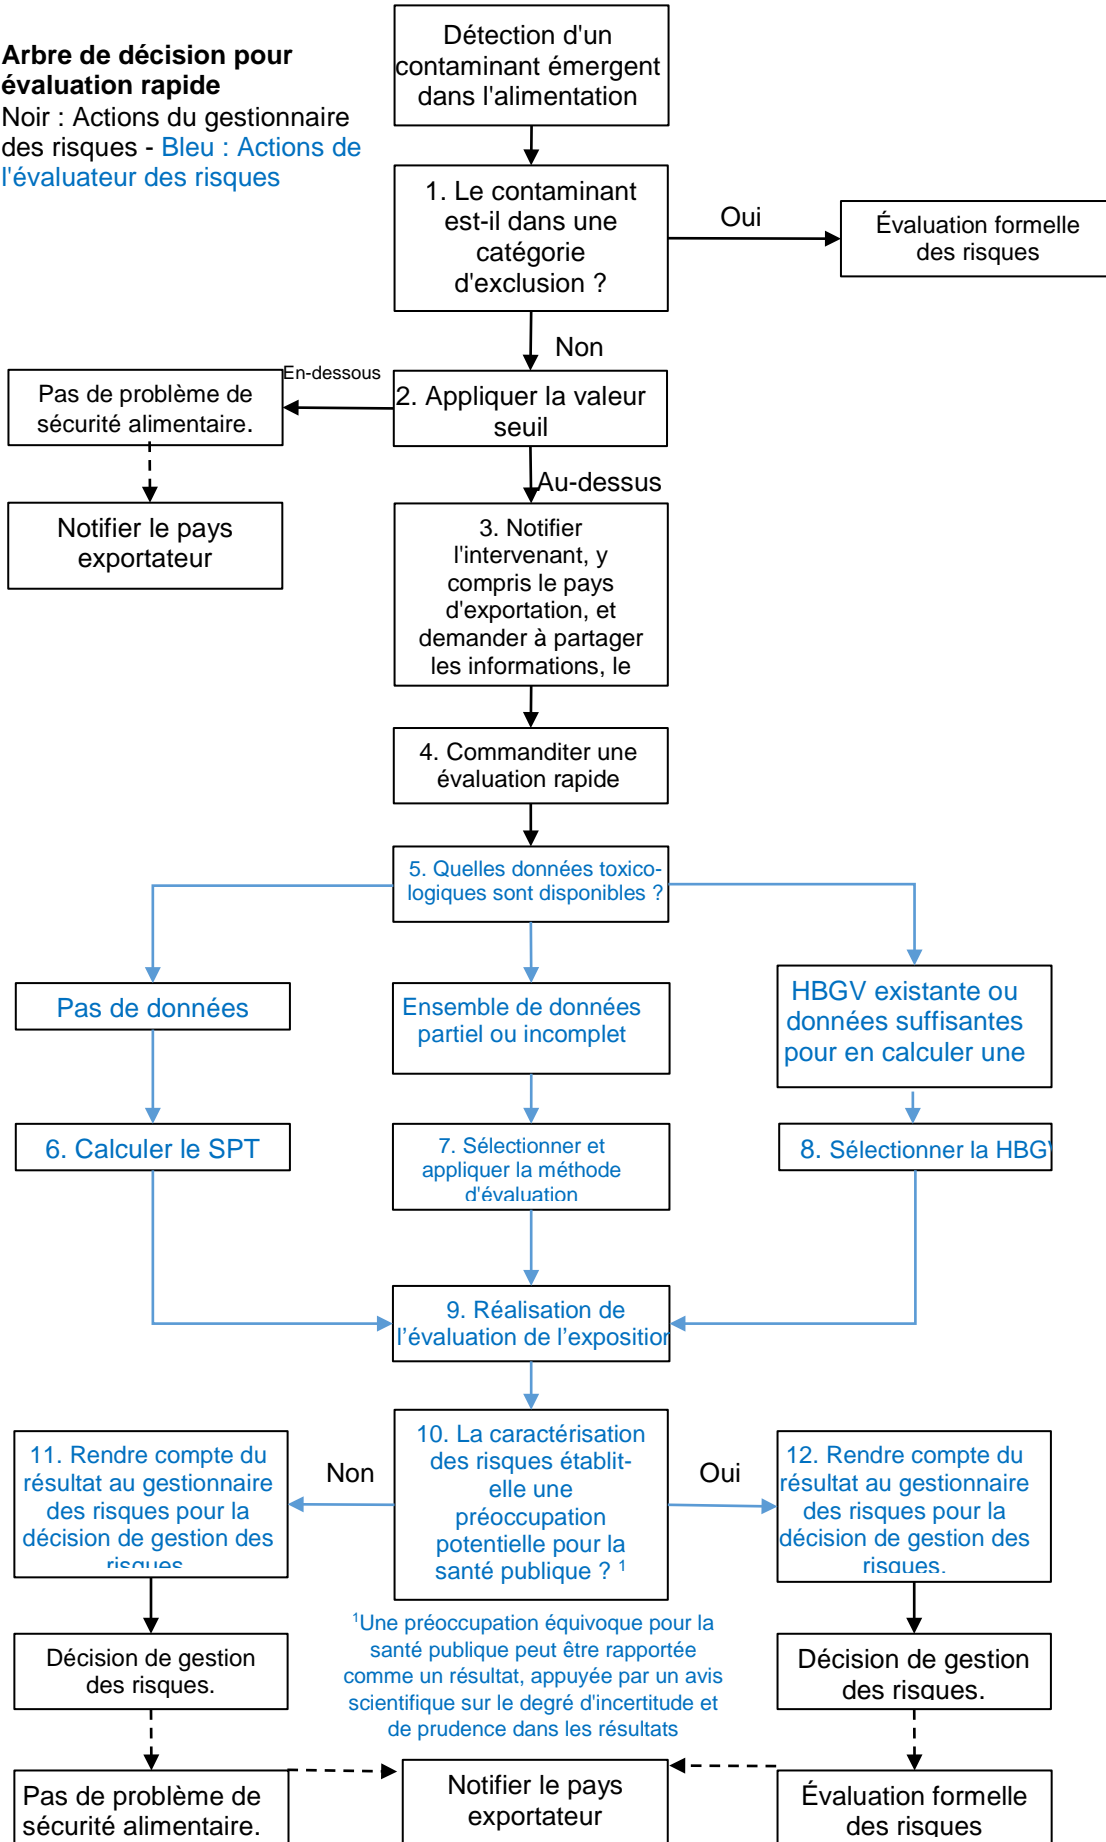 Arbre de décision pour
évaluation rapide
Noir : Actions du gestionnaire
des risques - Bleu : Actions de
l'évaluateur des risques
Détection d'un
contaminant émergent
dans l'alimentation
1. Le contaminant
est-il dans une
catégorie
d'exclusion ?
Oui
Évaluation formelle
des risques
Non
En-dessous
Pas de problème de
sécurité alimentaire.
2. Appliquer la valeur
seuil
Au-dessus
Notifier le pays
exportateur
3. Notifier
l'intervenant, y
compris le pays
d'exportation, et
demander à partager
les informations, le
4. Commanditer une
évaluation rapide
5. Quelles données toxico-
logiques sont disponibles ?
Pas de données
Ensemble de données
partiel ou incomplet
HBGV existante ou
données suffisantes
pour en calculer une
6. Calculer le SPT
7. Sélectionner et
appliquer la méthode
d'évaluation
8. Sélectionner la HBGV
9. Réalisation de
l’évaluation de l’exposition
10. La caractérisation
des risques établit-
elle une
préoccupation
potentielle pour la
santé publique ? ¹
Non
Oui
11. Rendre compte du
résultat au gestionnaire
des risques pour la
décision de gestion des
risques
12. Rendre compte du
résultat au gestionnaire
des risques pour la
décision de gestion des
risques.
¹Une préoccupation équivoque pour la
santé publique peut être rapportée
comme un résultat, appuyée par un avis
scientifique sur le degré d'incertitude et
de prudence dans les résultats
Décision de gestion
des risques.
Décision de gestion
des risques.
Pas de problème de
sécurité alimentaire.
Notifier le pays
exportateur
Évaluation formelle
des risques